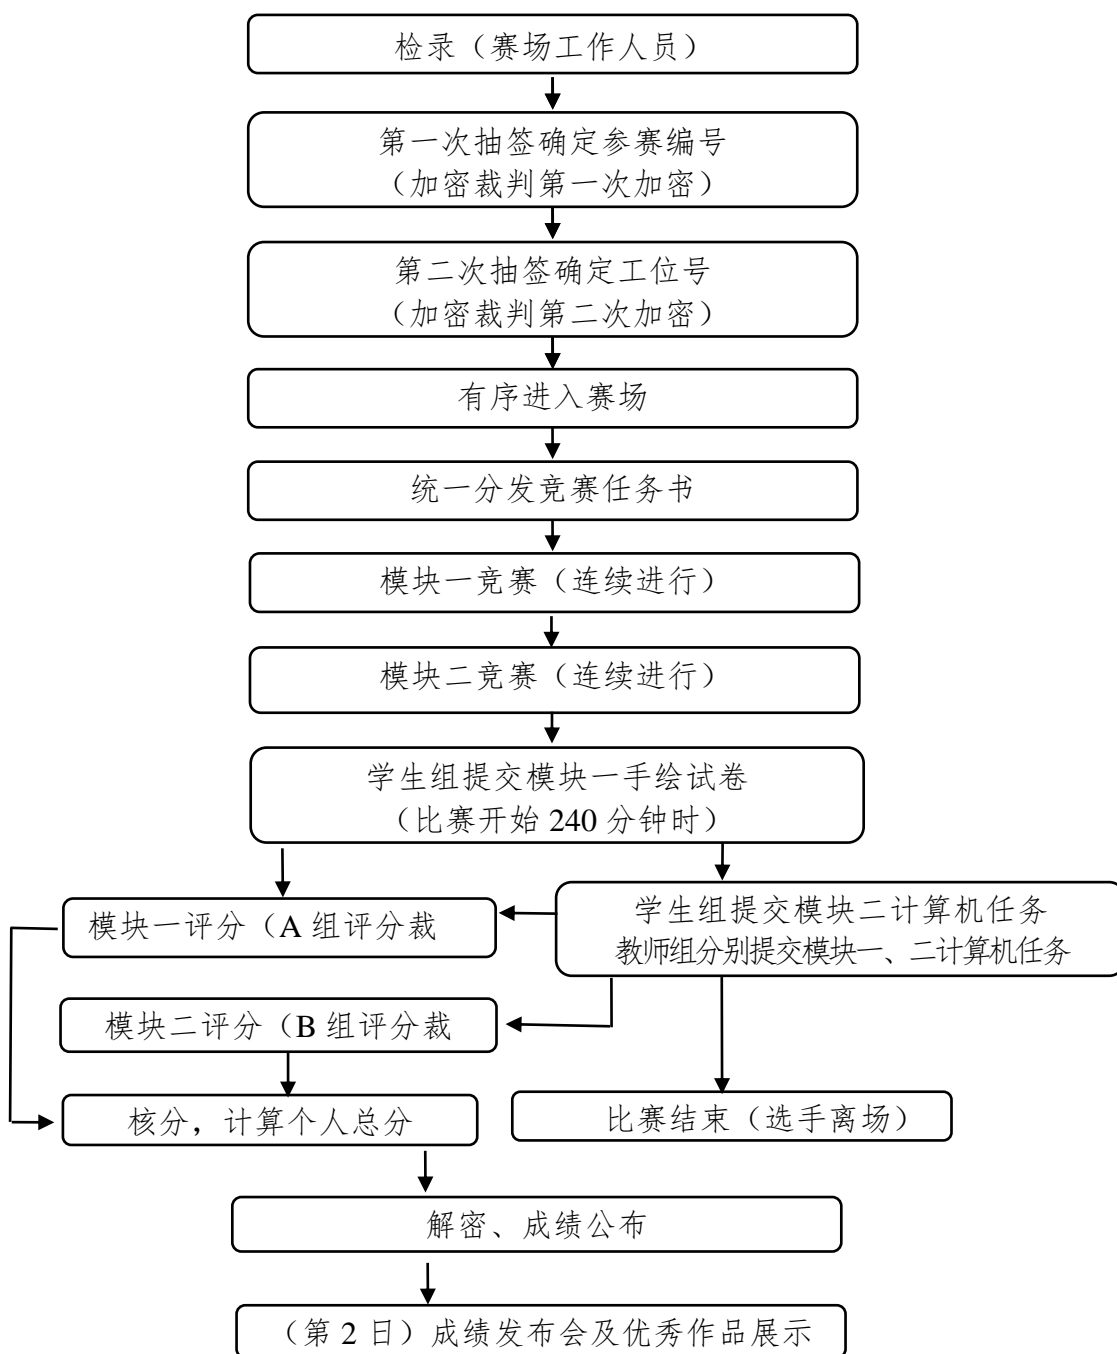 检录（赛场工作人员）
第一次抽签确定参赛编号
（加密裁判第一次加密）
第二次抽签确定工位号
（加密裁判第二次加密）
有序进入赛场
统一分发竞赛任务书
模块一竞赛（连续进行）
模块二竞赛（连续进行）
学生组提交模块一手绘试卷
（比赛开始 240 分钟时）
学生组提交模块二计算机任务
教师组分别提交模块一、二计算机任务
模块一评分（A 组评分裁
模块二评分（B 组评分裁
核分，计算个人总分
比赛结束（选手离场）
解密、成绩公布
（第 2 日）成绩发布会及优秀作品展示